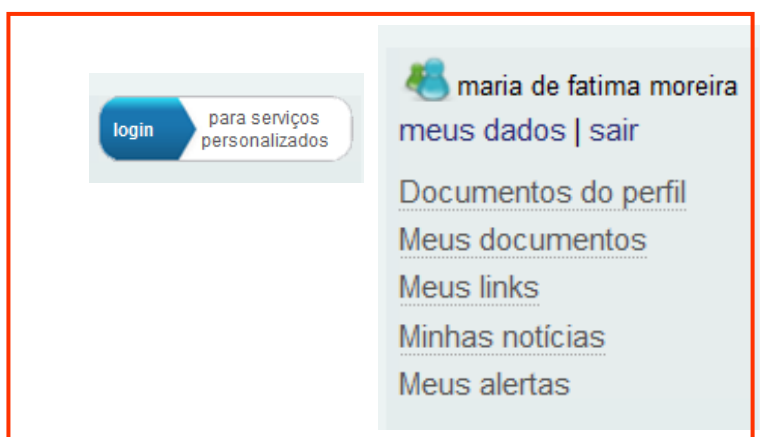 login
para serviços
personalizados
maria de fatima moreira
meus dados | sair
Documentos do perfil
Meus documentos
Meus links
Minhas notícias
Meus alertas